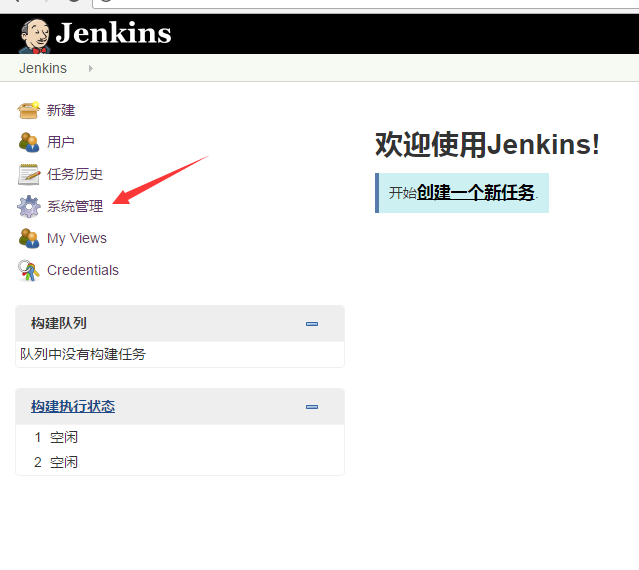 Jenkins
Jenkins
新建
用户
任务历史
系统管理
My Views
Credentials
欢迎使用Jenkins!
开始创建一个新任务.
构建队列
队列中没有构建任务
构建执行状态
1 空闲
2 空闲